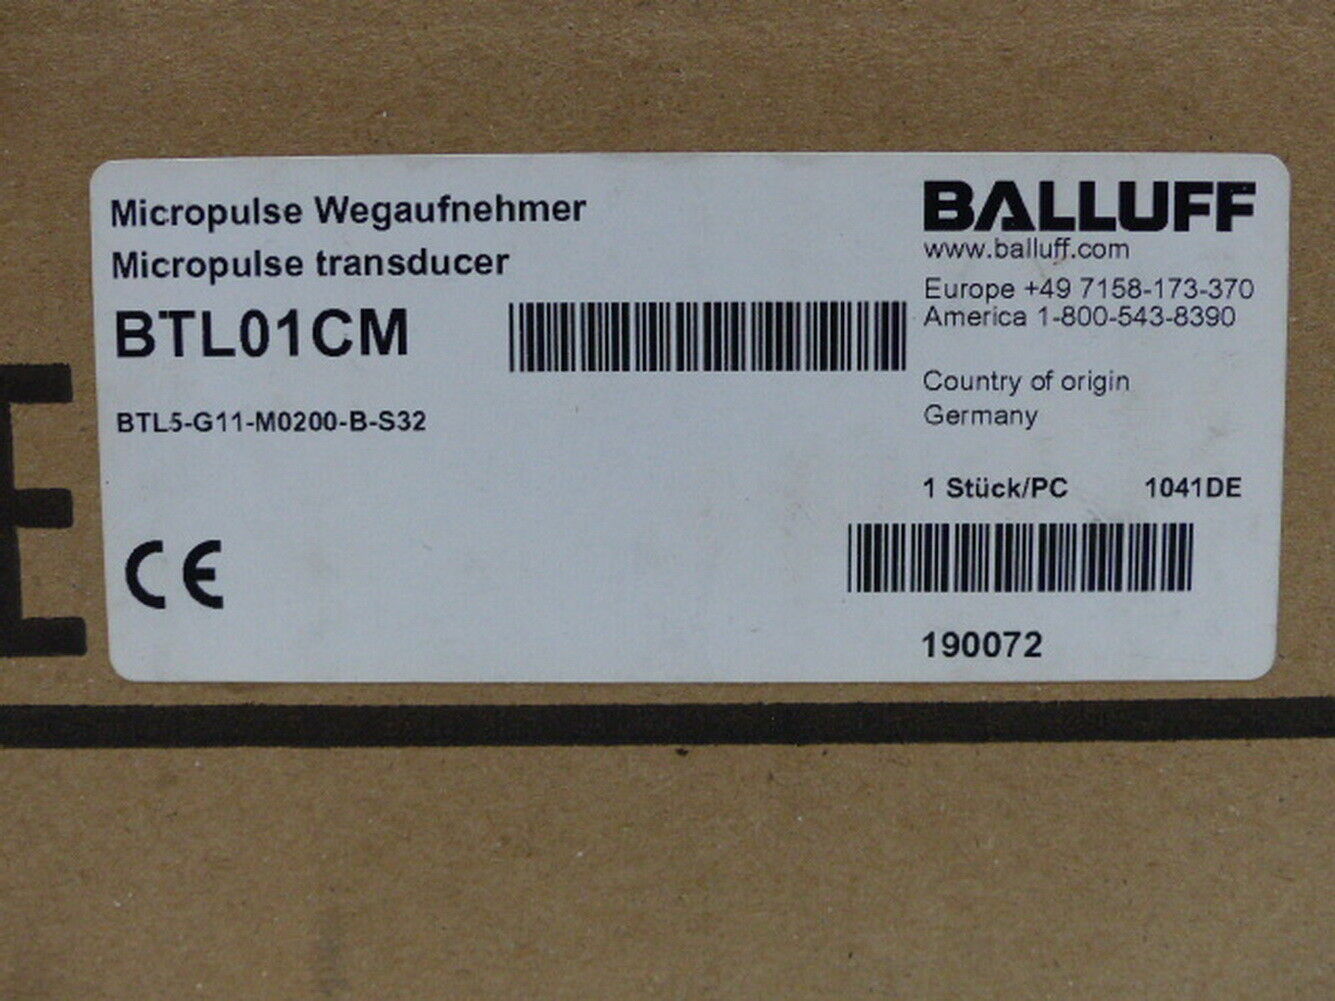 Micropulse Wegaufnehmer
Micropulse transducer
BTL01CM
BTL5-G11-M0200-B-S32
CE
BALLUFF
www.balluff.com
Europe +49 7158-173-370
America 1-800-543-8390
Country of origin
Germany
1 Stück/PC 1041DE
190072
E